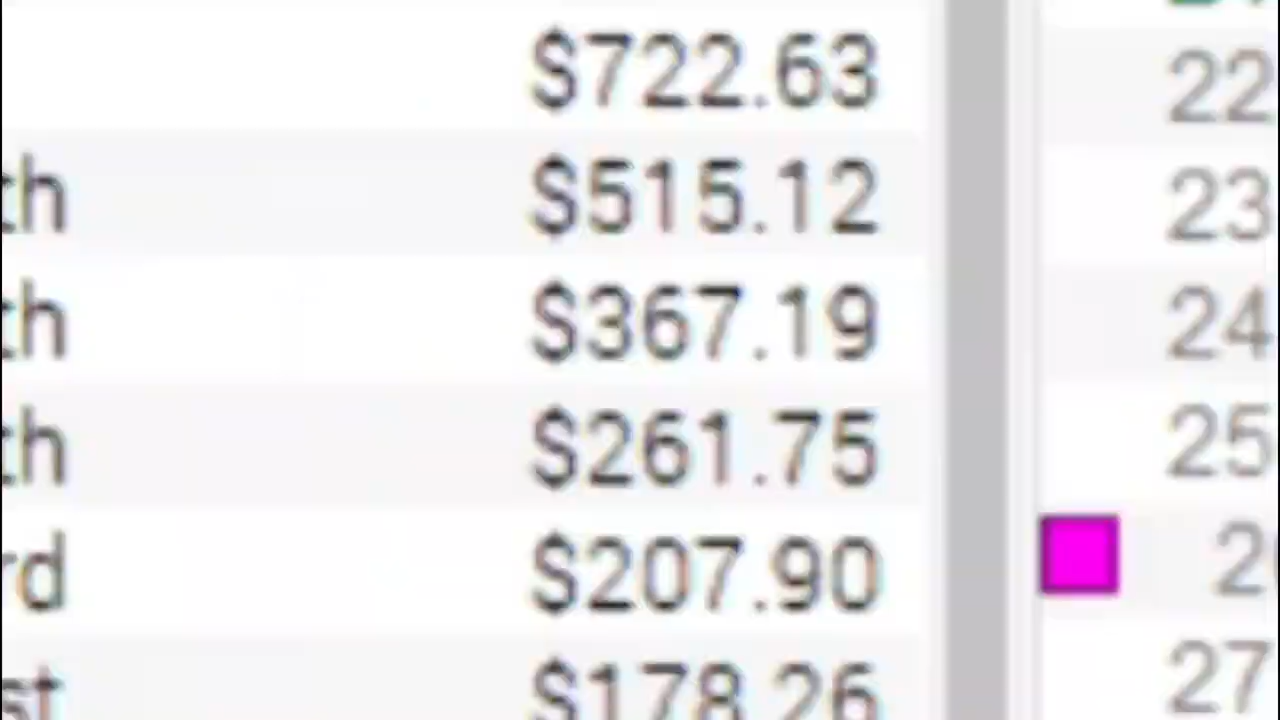 $722.63 22
th $515.12 23
th $367.19 24
th $261.75 25
rd $207.90 2
st $178.26 27